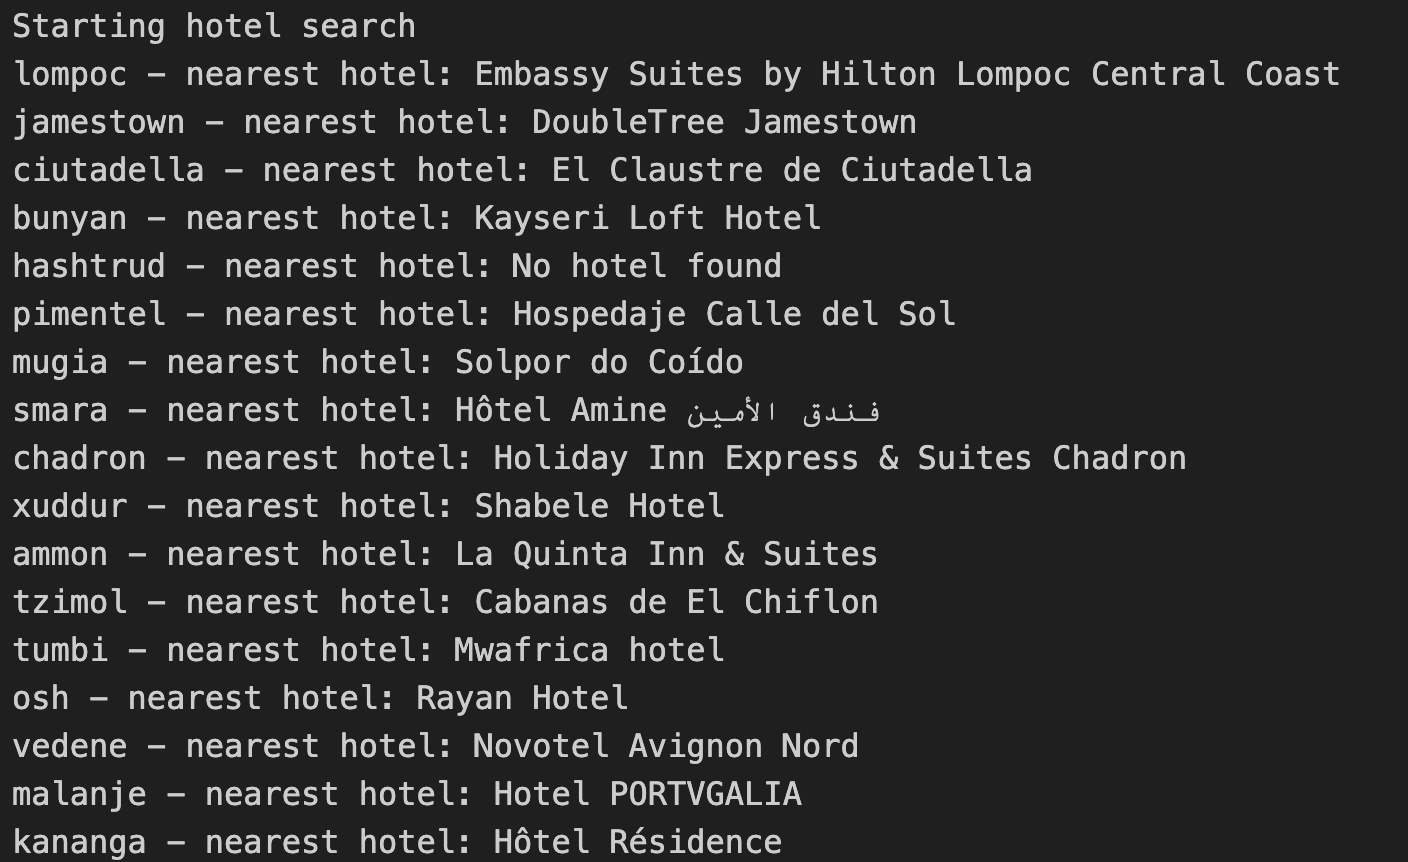 Starting hotel search
lompoc – nearest hotel: Embassy Suites by Hilton Lompoc Central Coast
jamestown – nearest hotel: DoubleTree Jamestown
ciutadella – nearest hotel: El Claustre de Ciutadella
bunyan – nearest hotel: Kayseri Loft Hotel
hashtrud – nearest hotel: No hotel found
pimentel – nearest hotel: Hospedaje Calle del Sol
mugia – nearest hotel: Solpor do Coído
smara – nearest hotel: Hôtel Amine فندق الأمين
chadron – nearest hotel: Holiday Inn Express & Suites Chadron
xuddur – nearest hotel: Shabele Hotel
ammon – nearest hotel: La Quinta Inn & Suites
tzimol – nearest hotel: Cabanas de El Chiflon
tumbi – nearest hotel: Mwafrica hotel
osh – nearest hotel: Rayan Hotel
vedene – nearest hotel: Novotel Avignon Nord
malanje – nearest hotel: Hotel PORTVGALIA
kananga – nearest hotel: Hôtel Résidence